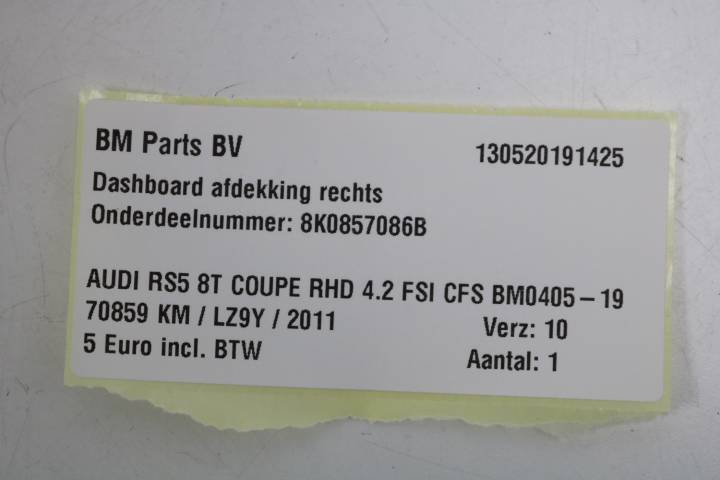 BM Parts BV 130520191425
Dashboard afdekking rechts
Onderdeelnummer: 8K0857086B
AUDI RS5 8T COUPE RHD 4.2 FSI CFS BM0405-19
70859 KM / LZ9Y / 2011 Verz: 10
5 Euro incl. BTW Aantal: 1